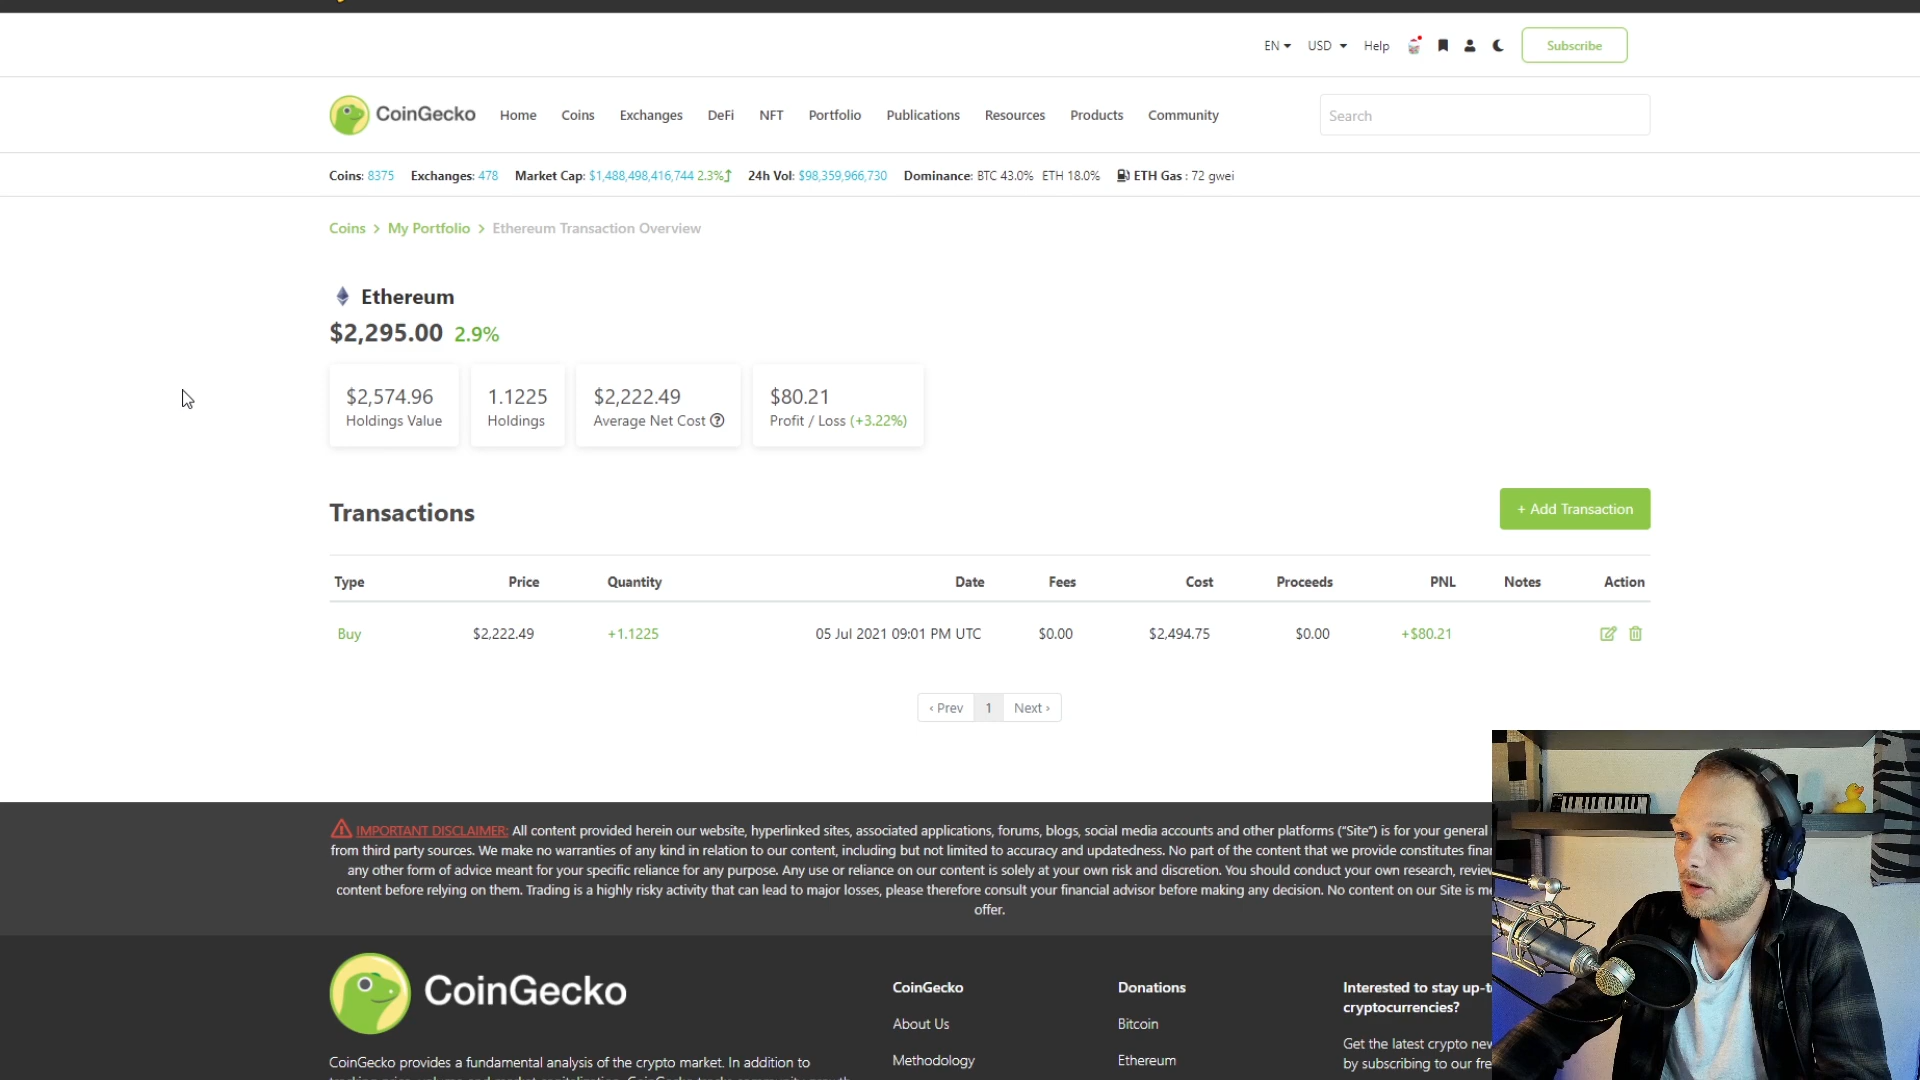 EN USD Help Subscribe
CoinGecko Home Coins Exchanges DeFi NFT Portfolio Publications Resources Products Community Search
Coins: 8375 Exchanges: 478 Market Cap: $1,488,498,416,744 2.3% 24h Vol: $98,359,966,730 Dominance: BTC 43.0% ETH 18.0% ETH Gas : 72 gwei
Coins > My Portfolio > Ethereum Transaction Overview
Ethereum
$2,295.00 2.9%
$2,574.96 1.1225 $2,222.49 $80.21
Holdings Value Holdings Average Net Cost Profit / Loss (+3.22%)
Transactions + Add Transaction
Type Price Quantity Date Fees Cost Proceeds PNL Notes Action
Buy $2,222.49 +1.1225 05 Jul 2021 09:01 PM UTC $0.00 $2,494.75 $0.00 +$80.21
‹ Prev 1 Next ›
IMPORTANT DISCLAIMER: All content provided herein our website, hyperlinked sites, associated applications, forums, blogs, social media accounts and other platforms ("Site") is for your general
from third party sources. We make no warranties of any kind in relation to our content, including but not limited to accuracy and updatedness. No part of the content that we provide constitutes
any other form of advice meant for your specific reliance for any purpose. Any use or reliance on our content is solely at your own risk and discretion. You should conduct your own research,
content before relying on them. Trading is a highly risky activity that can lead to major losses, please therefore consult your financial advisor before making any decision. No content on our Site is
offer.
CoinGecko
CoinGecko Donations Interested to stay
cryptocurrencies?
About Us Bitcoin
Get the latest crypto
Methodology Ethereum
by subscribing to our
CoinGecko provides a fundamental analysis of the crypto market. In addition to